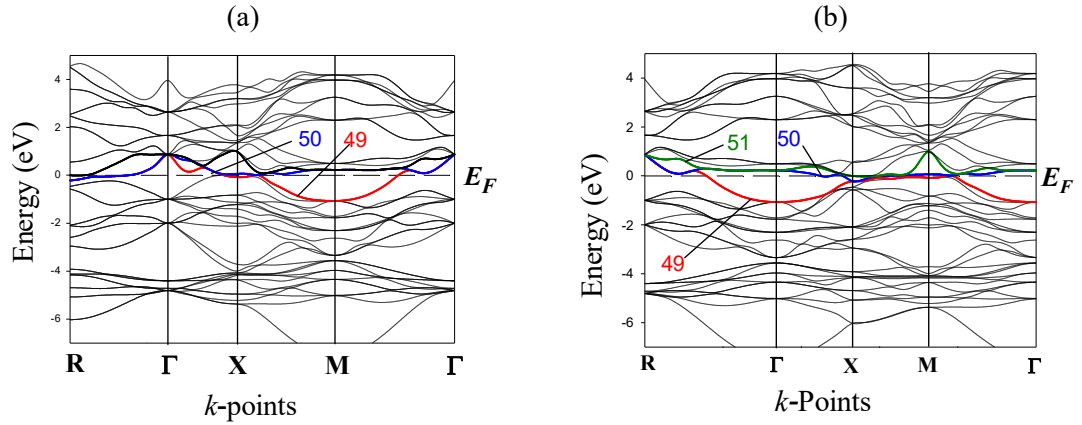 (a)
Energy (eV)
4
2
0
-2
-4
-6
50
49
E_F
R Γ X M Γ
k-points
(b)
Energy (eV)
4
2
0
-2
-4
-6
51
50
49
E_F
R Γ X M Γ
k-Points